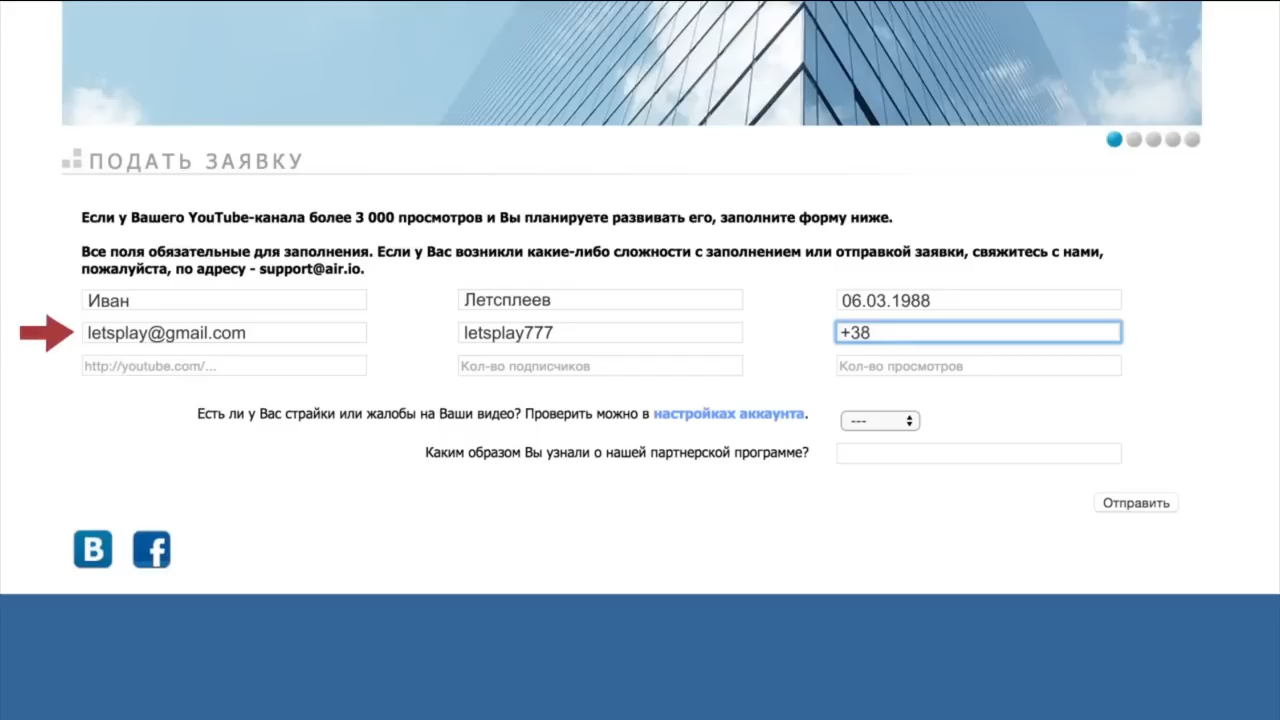 ПОДАТЬ ЗАЯВКУ
Если у Вашего YouTube-канала более 3 000 просмотров и Вы планируете развивать его, заполните форму ниже.
Все поля обязательные для заполнения. Если у Вас возникли какие-либо сложности с заполнением или отправкой заявки, свяжитесь с нами,
пожалуйста, по адресу - support@air.io.
Иван Летсплеев 06.03.1988
letsplay@gmail.com letsplay777 +38
http://youtube.com/... Кол-во подписчиков Кол-во просмотров
Есть ли у Вас страйки или жалобы на Ваши видео? Проверить можно в настройках аккаунта. ---
Каким образом Вы узнали о нашей партнерской программе?
Отправить
В f